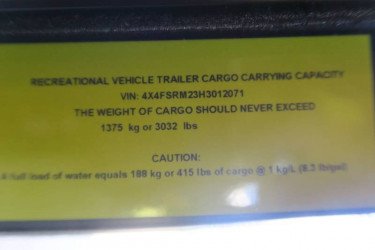 RECREATIONAL VEHICLE TRAILER CARGO CARRYING CAPACITY
VIN: 4X4FSRM23H3012071
THE WEIGHT OF CARGO SHOULD NEVER EXCEED
1375 kg or 3032 lbs
CAUTION:
A full load of water equals 188 kg or 415 lbs of cargo @ 1 kg/L (8.3 lb/gal)